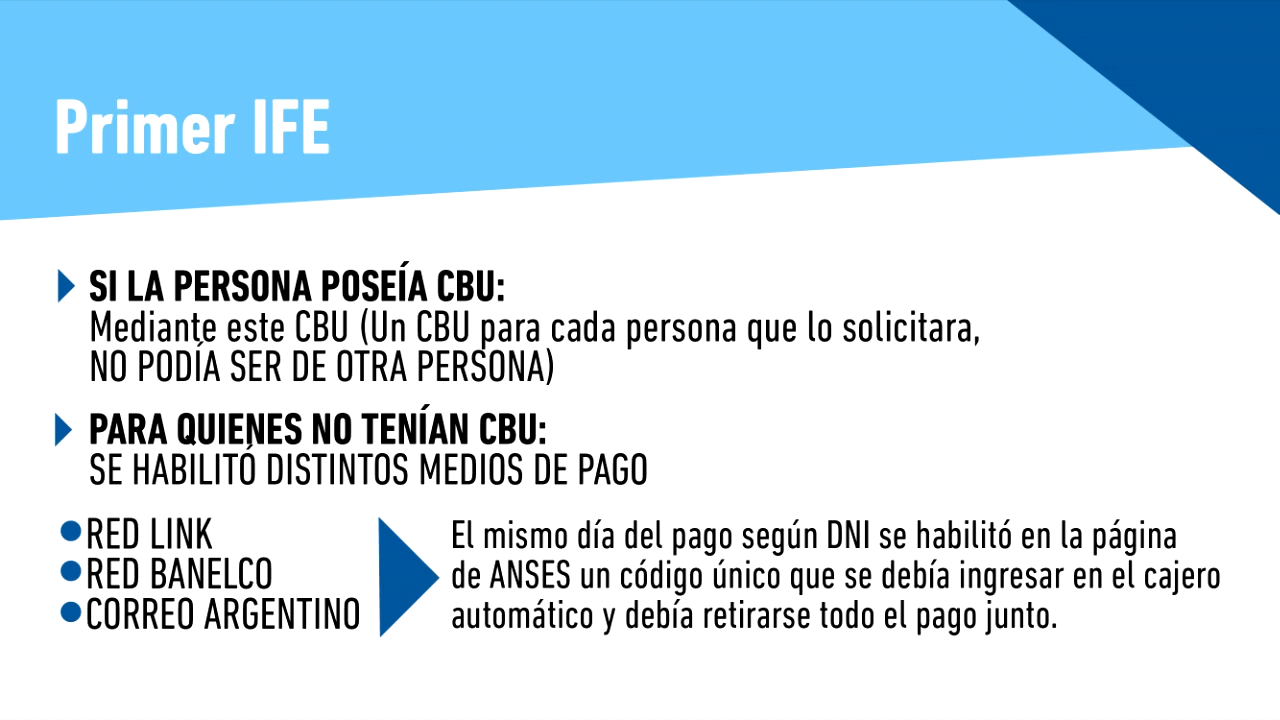 Primer IFE
SI LA PERSONA POSEÍA CBU:
Mediante este CBU (Un CBU para cada persona que lo solicitara,
NO PODÍA SER DE OTRA PERSONA)
PARA QUIENES NO TENÍAN CBU:
SE HABILITÓ DISTINTOS MEDIOS DE PAGO
RED LINK
RED BANELCO
CORREO ARGENTINO
El mismo día del pago según DNI se habilitó en la página
de ANSES un código único que se debía ingresar en el cajero
automático y debía retirarse todo el pago junto.